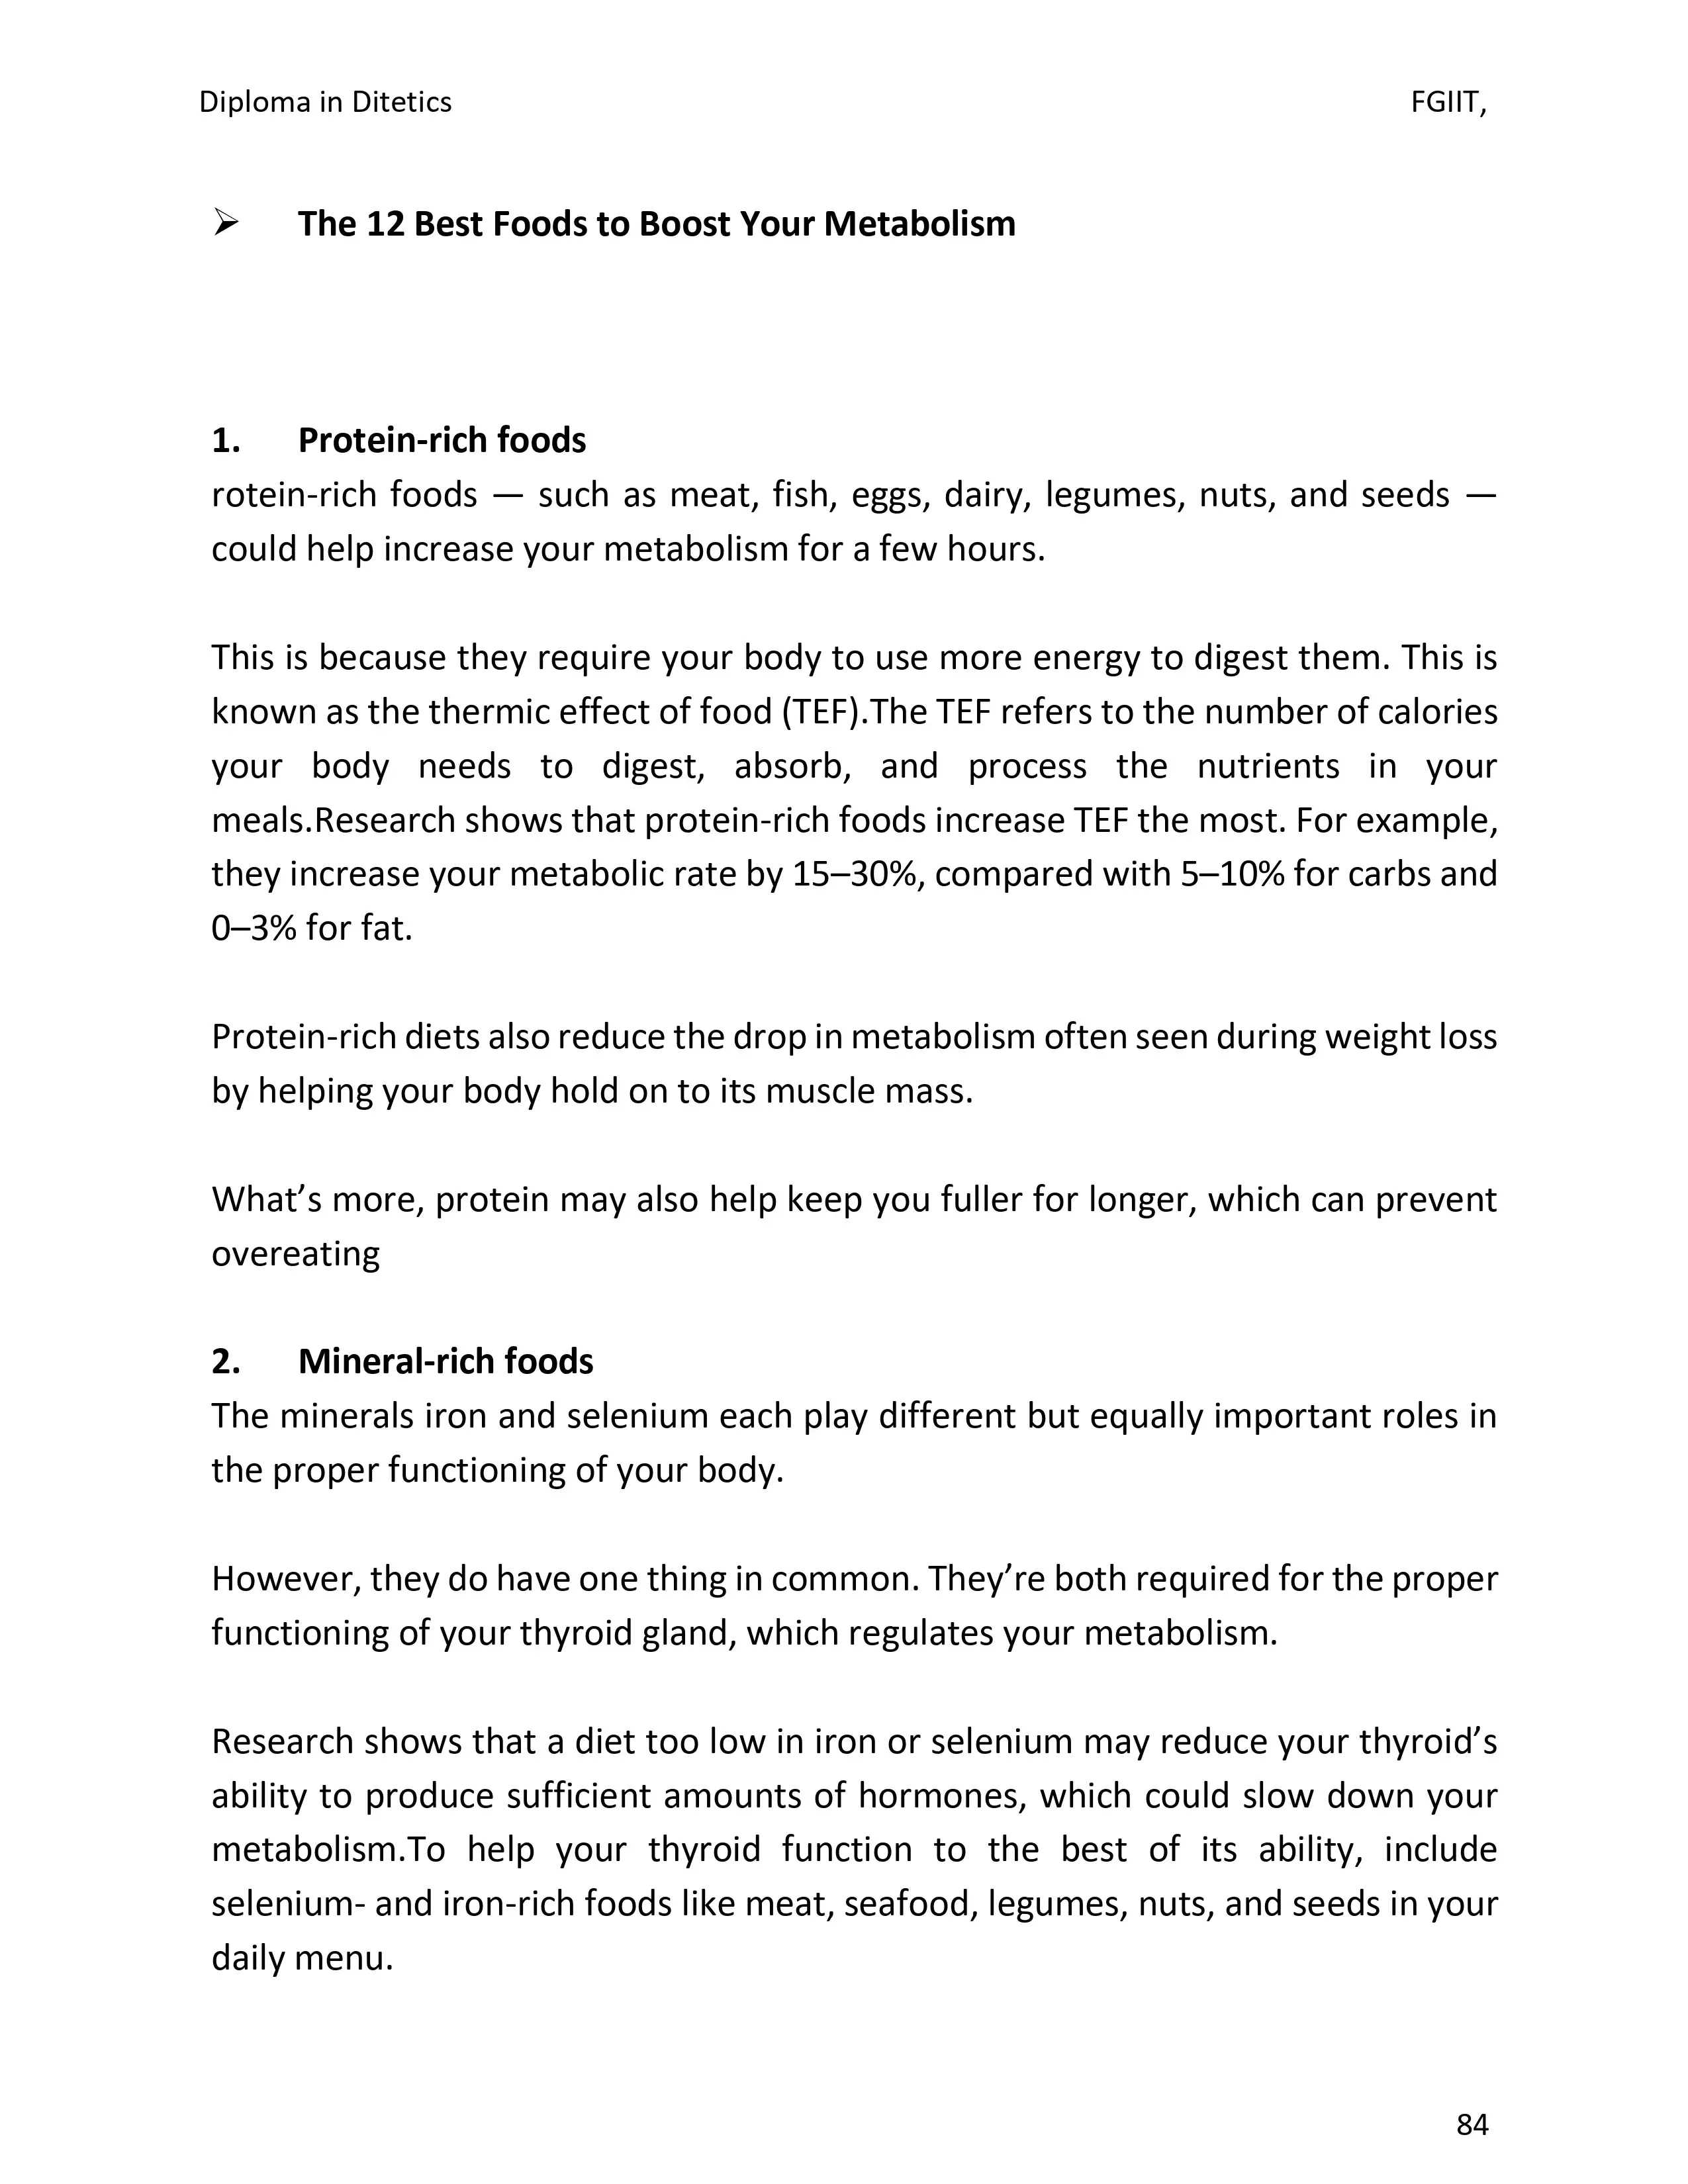 Diploma in Ditetics FGIIT,
➢ The 12 Best Foods to Boost Your Metabolism
1. Protein-rich foods
rotein-rich foods — such as meat, fish, eggs, dairy, legumes, nuts, and seeds —
could help increase your metabolism for a few hours.
This is because they require your body to use more energy to digest them. This is
known as the thermic effect of food (TEF).The TEF refers to the number of calories
your body needs to digest, absorb, and process the nutrients in your
meals.Research shows that protein-rich foods increase TEF the most. For example,
they increase your metabolic rate by 15–30%, compared with 5–10% for carbs and
0–3% for fat.
Protein-rich diets also reduce the drop in metabolism often seen during weight loss
by helping your body hold on to its muscle mass.
What’s more, protein may also help keep you fuller for longer, which can prevent
overeating
2. Mineral-rich foods
The minerals iron and selenium each play different but equally important roles in
the proper functioning of your body.
However, they do have one thing in common. They’re both required for the proper
functioning of your thyroid gland, which regulates your metabolism.
Research shows that a diet too low in iron or selenium may reduce your thyroid’s
ability to produce sufficient amounts of hormones, which could slow down your
metabolism.To help your thyroid function to the best of its ability, include
selenium- and iron-rich foods like meat, seafood, legumes, nuts, and seeds in your
daily menu.
84